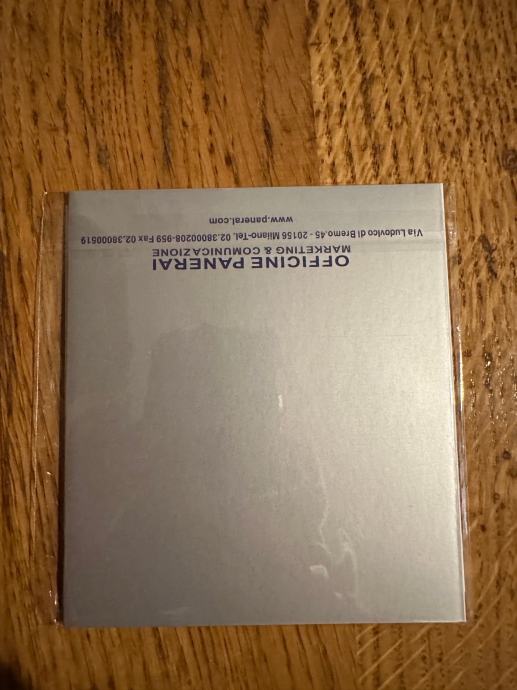 OFFICINE PANERAI
MARKETING & COMUNICAZIONE
Via Ludovico di Breme,45 - 20156 Milano-Tel. 02.38000208-959 Fax 02.38000519
www.panerai.com